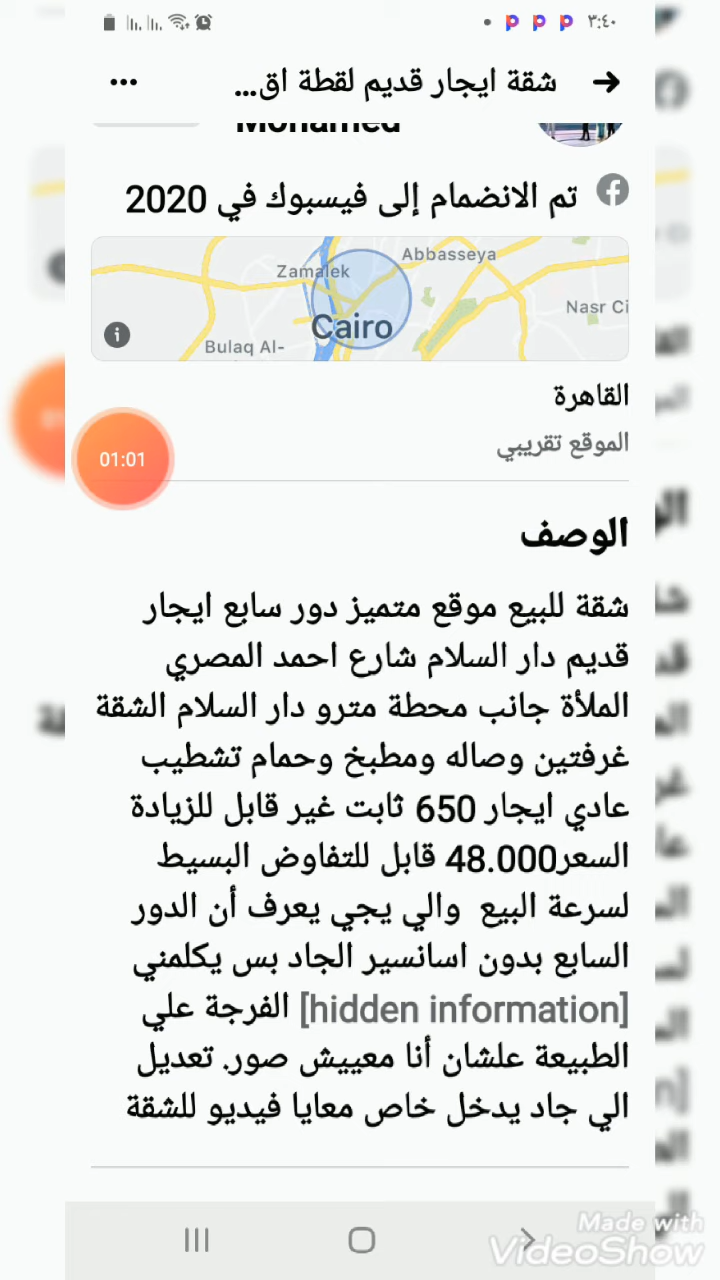 ٣:٤٠
شقة ايجار قديم لقطة اق...
Mohamed
تم الانضمام إلى فيسبوك في 2020
Abbasseya
Zamalek
Nasr Ci
Cairo
Bulaq Al-
القاهرة
الموقع تقريبي
01:01
الوصف
شقة للبيع موقع متميز دور سابع ايجار
قديم دار السلام شارع احمد المصري
الملأة جانب محطة مترو دار السلام الشقة
غرفتين وصاله ومطبخ وحمام تشطيب
عادي ايجار 650 ثابت غير قابل للزيادة
السعر48.000 قابل للتفاوض البسيط
لسرعة البيع والي يجي يعرف أن الدور
السابع بدون اسانسير الجاد بس يكلمني
[hidden information] الفرجة علي
الطبيعة علشان أنا معييش صور. تعديل
الي جاد يدخل خاص معايا فيديو للشقة
Made with
VideoShow